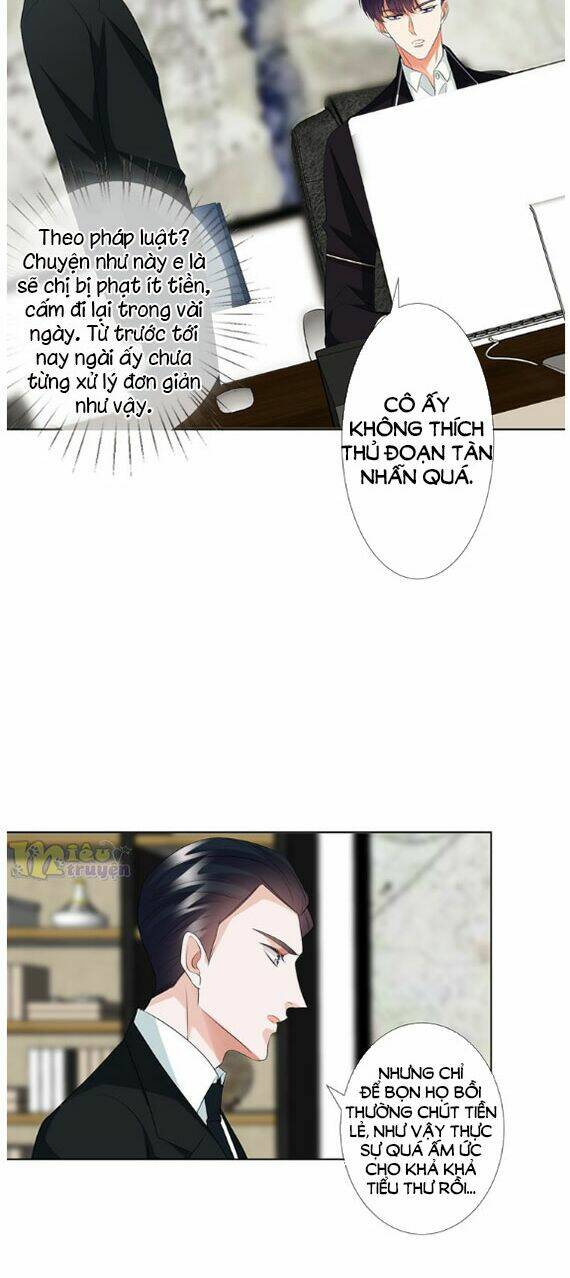 Theo pháp luật?
Chuyện như này e là
sẽ chị bị phạt ít tiền,
cấm đi lại trong vài
ngày. Từ trước tới
nay ngài ấy chưa
từng xử lý đơn giản
như vậy.
CÔ ẤY
KHÔNG THÍCH
THỦ ĐOẠN TÀN
NHẪN QUÁ.
Miêu
truyện
NHƯNG CHỈ
ĐỂ BỌN HỌ BỒI
THƯỜNG CHÚT TIỀN
LẺ, NHƯ VẬY THỰC
SỰ QUÁ ẤM ỨC
CHO KHẢ KHẢ
TIỂU THƯ RỒI...